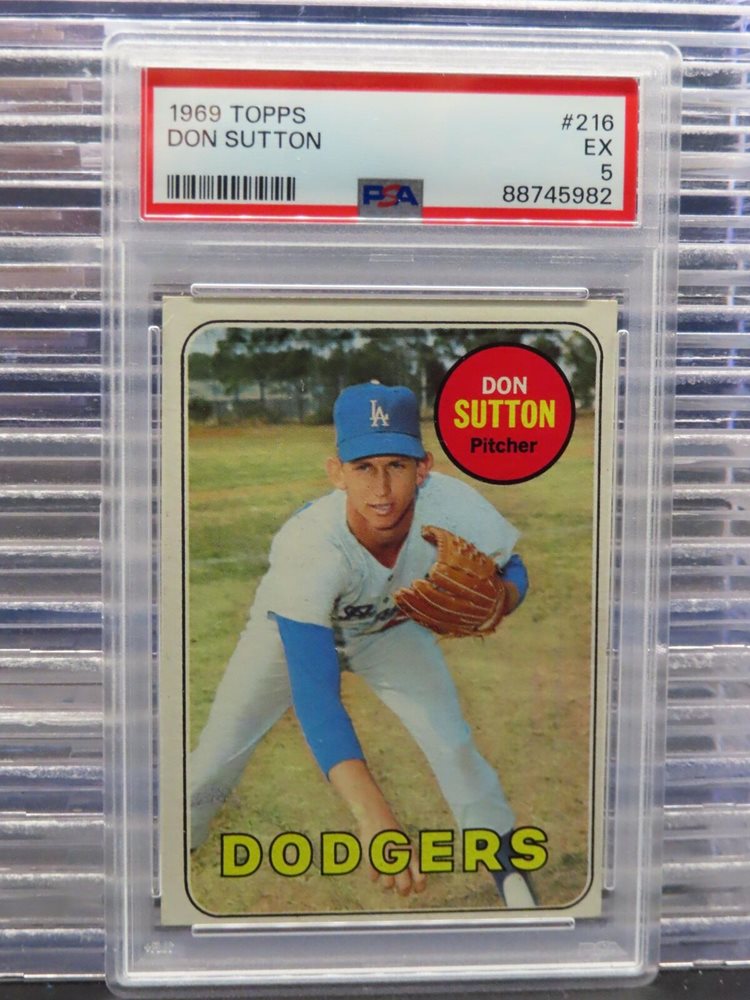 1969 TOPPS
DON SUTTON
#216
EX
5
PSA
88745982
DON
SUTTON
Pitcher
LA
DODGERS